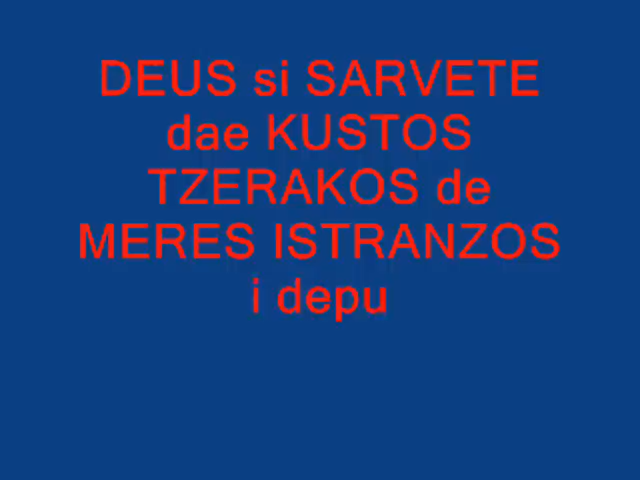 DEUS si SARVETE
dae KUSTOS
TZERAKOS de
MERES ISTRANZOS
i depu